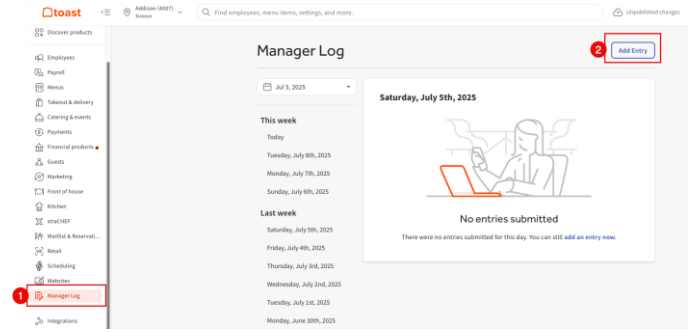 toast
Addison (4007)
Snooze
Find employees, menu items, settings, and more.
Unpublished changes
Discover products
Employees
Payroll
Menus
Takeout & delivery
Catering & events
Payments
Financial products
Guests
Marketing
Front of house
Kitchen
xtraCHEF
Waitlist & Reservati...
Retail
Scheduling
Websites
1
Manager Log
Integrations
Manager Log
2
Add Entry
Jul 5, 2025
This week
Today
Tuesday, July 8th, 2025
Monday, July 7th, 2025
Sunday, July 6th, 2025
Last week
Saturday, July 5th, 2025
Friday, July 4th, 2025
Thursday, July 3rd, 2025
Wednesday, July 2nd, 2025
Tuesday, July 1st, 2025
Monday, June 30th, 2025
Saturday, July 5th, 2025
No entries submitted
There were no entries submitted for this day. You can still add an entry now.